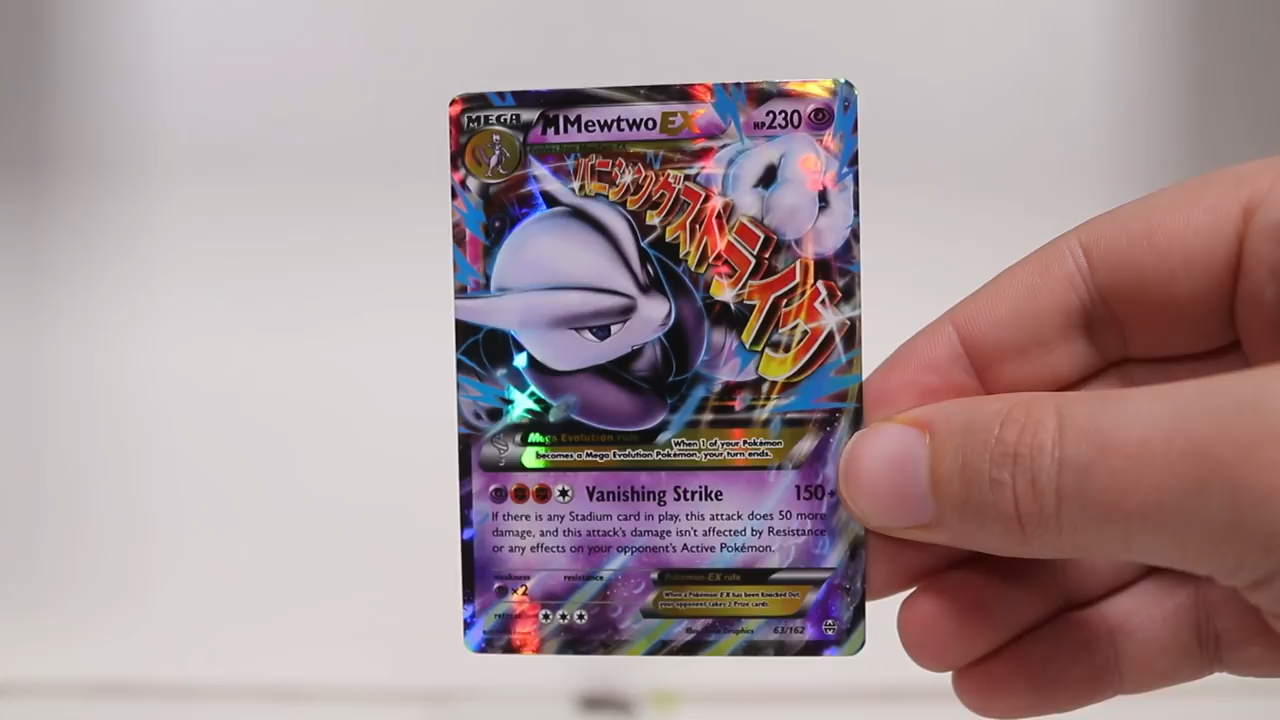 MEGA
MMewtwoEX
HP230
バニシングストライク
Mega Evolution rule
When 1 of your Pokémon
becomes a Mega Evolution Pokémon, your turn ends.
Vanishing Strike 150+
If there is any Stadium card in play, this attack does 50 more
damage, and this attack's damage isn't affected by Resistance
or any effects on your opponent's Active Pokémon.
weakness resistance
×2
Pokémon-EX rule
When a Pokémon-EX has been Knocked Out,
your opponent takes 2 Prize cards.
retreat
63/162